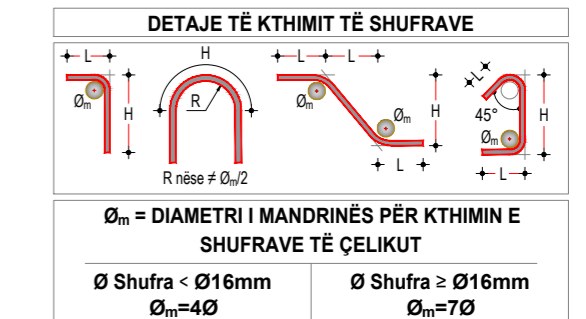 DETAJE TË KTHIMIT TË SHUFRAVE
L H L L L
Øm H R Øm Øm H 45° Øm H
R nëse ≠ Øm/2 L L
Øm = DIAMETRI I MANDRINËS PËR KTHIMIN E
SHUFRAVE TË ÇELIKUT
Ø Shufra < Ø16mm Ø Shufra ≥ Ø16mm
Øm=4Ø Øm=7Ø